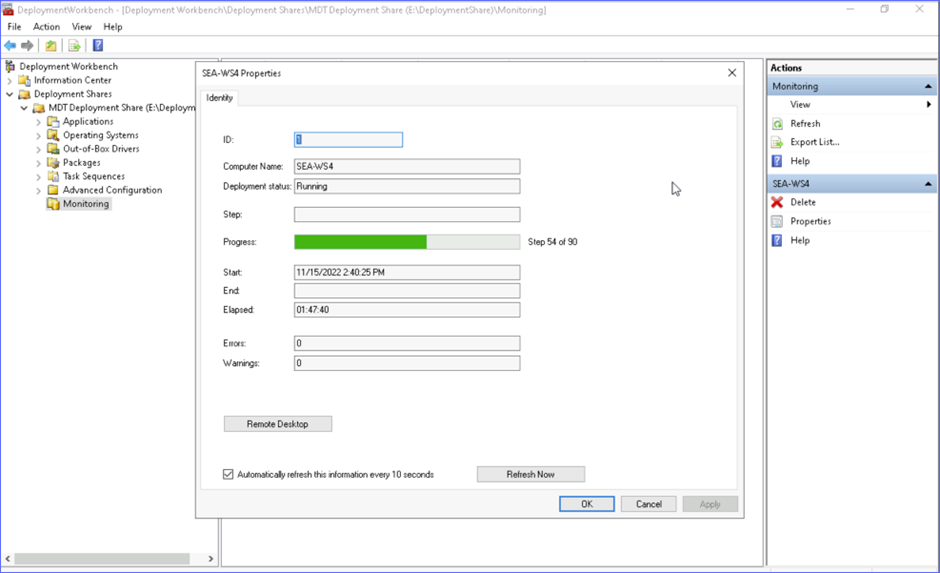 DeploymentWorkbench - [Deployment Workbench\Deployment Shares\MDT Deployment Share (E:\DeploymentShare)\Monitoring]
File Action View Help
Deployment Workbench
Information Center
Deployment Shares
MDT Deployment Share (E:\Deploym
Applications
Operating Systems
Out-of-Box Drivers
Packages
Task Sequences
Advanced Configuration
Monitoring
SEA-WS4 Properties
Identity
ID: 1
Computer Name: SEA-WS4
Deployment status: Running
Step:
Progress: Step 54 of 90
Start: 11/15/2022 2:40:25 PM
End:
Elapsed: 01:47:40
Errors: 0
Warnings: 0
Remote Desktop
Automatically refresh this information every 10 seconds Refresh Now
OK Cancel Apply
Actions
Monitoring
View
Refresh
Export List...
Help
SEA-WS4
Delete
Properties
Help